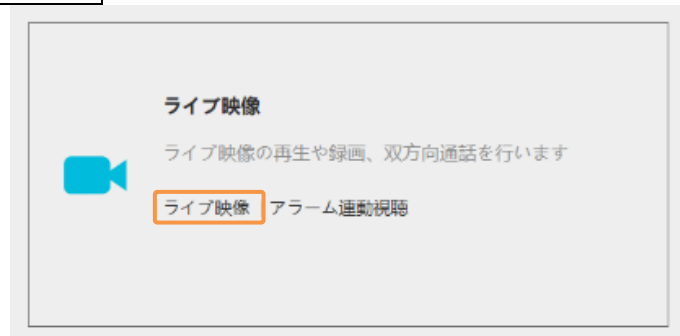 ライブ映像
ライブ映像の再生や録画、双方向通話を行います
ライブ映像 アラーム連動視聴